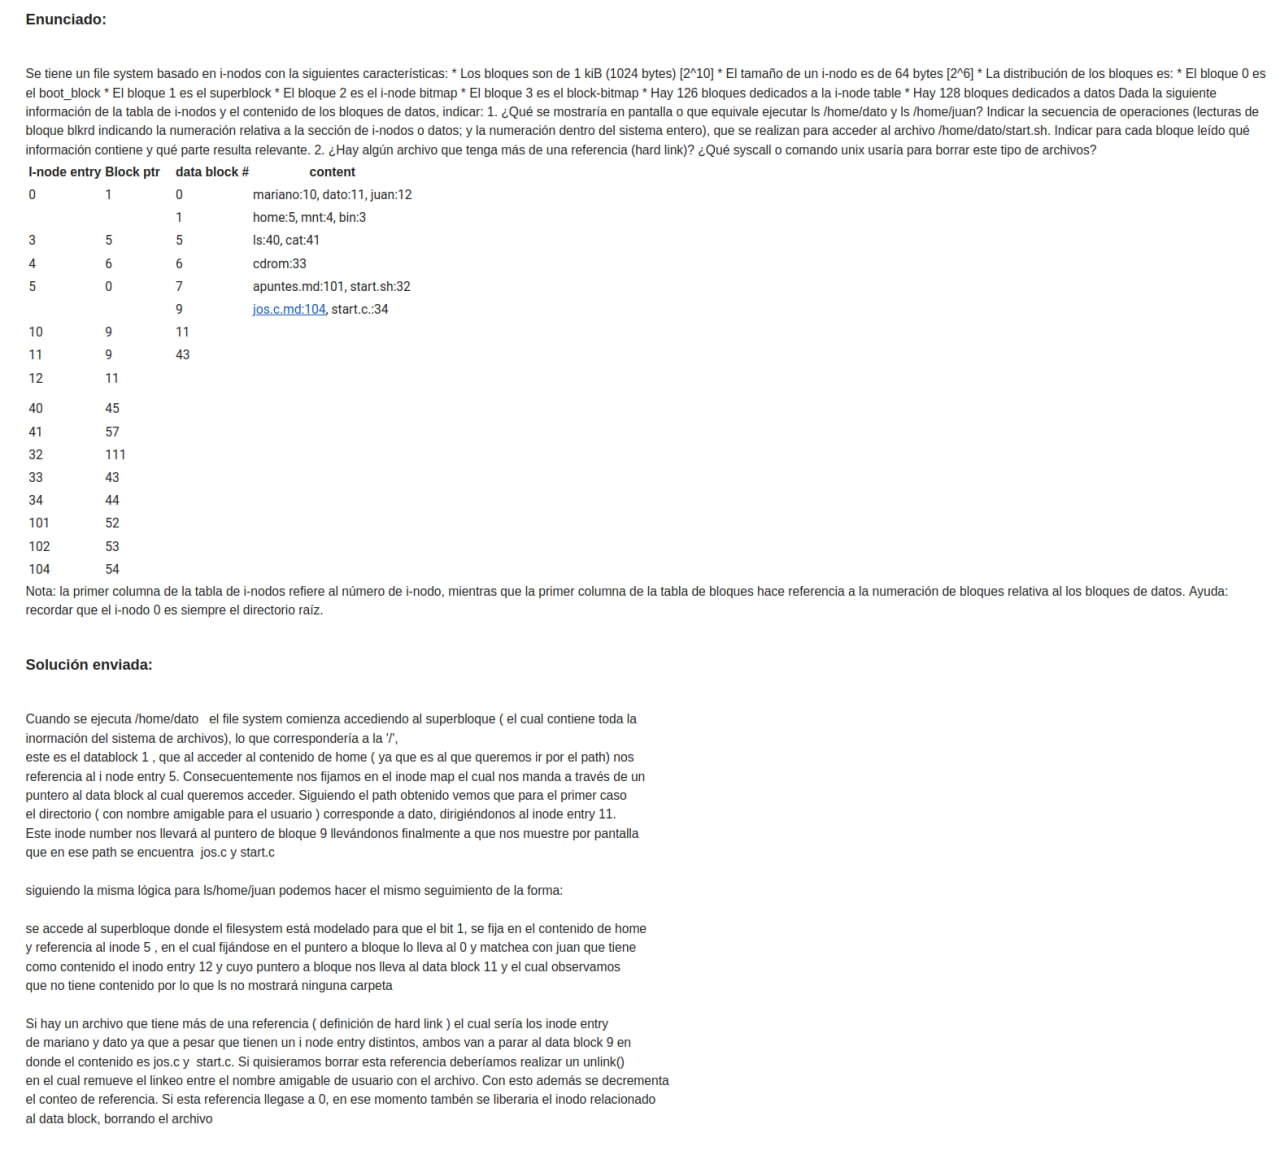 Enunciado:
Se tiene un file system basado en i-nodos con la siguientes características: * Los bloques son de 1 kiB (1024 bytes) [2^10] * El tamaño de un i-nodo es de 64 bytes [2^6] * La distribución de los bloques es: * El bloque 0 es
el boot_block * El bloque 1 es el superblock * El bloque 2 es el i-node bitmap * El bloque 3 es el block-bitmap * Hay 126 bloques dedicados a la i-node table * Hay 128 bloques dedicados a datos Dada la siguiente
información de la tabla de i-nodos y el contenido de los bloques de datos, indicar: 1. ¿Qué se mostraría en pantalla o que equivale ejecutar ls /home/dato y ls /home/juan? Indicar la secuencia de operaciones (lecturas de
bloque blkrd indicando la numeración relativa a la sección de i-nodos o datos; y la numeración dentro del sistema entero), que se realizan para acceder al archivo /home/dato/start.sh. Indicar para cada bloque leído qué
información contiene y qué parte resulta relevante. 2. ¿Hay algún archivo que tenga más de una referencia (hard link)? ¿Qué syscall o comando unix usaría para borrar este tipo de archivos?
I-node entry Block ptr data block # content
0 1 0 mariano:10, dato:11, juan:12
1 home:5, mnt:4, bin:3
3 5 5 ls:40, cat:41
4 6 6 cdrom:33
5 0 7 apuntes.md:101, start.sh:32
9 jos.c.md:104, start.c.:34
10 9 11
11 9 43
12 11
40 45
41 57
32 111
33 43
34 44
101 52
102 53
104 54
Nota: la primer columna de la tabla de i-nodos refiere al número de i-nodo, mientras que la primer columna de la tabla de bloques hace referencia a la numeración de bloques relativa al los bloques de datos. Ayuda:
recordar que el i-nodo 0 es siempre el directorio raíz.
Solución enviada:
Cuando se ejecuta /home/dato el file system comienza accediendo al superbloque ( el cual contiene toda la
inormación del sistema de archivos), lo que correspondería a la '/',
este es el datablock 1 , que al acceder al contenido de home ( ya que es al que queremos ir por el path) nos
referencia al i node entry 5. Consecuentemente nos fijamos en el inode map el cual nos manda a través de un
puntero al data block al cual queremos acceder. Siguiendo el path obtenido vemos que para el primer caso
el directorio ( con nombre amigable para el usuario ) corresponde a dato, dirigiéndonos al inode entry 11.
Este inode number nos llevará al puntero de bloque 9 llevándonos finalmente a que nos muestre por pantalla
que en ese path se encuentra jos.c y start.c
siguiendo la misma lógica para ls/home/juan podemos hacer el mismo seguimiento de la forma:
se accede al superbloque donde el filesystem está modelado para que el bit 1, se fija en el contenido de home
y referencia al inode 5 , en el cual fijándose en el puntero a bloque lo lleva al 0 y matchea con juan que tiene
como contenido el inodo entry 12 y cuyo puntero a bloque nos lleva al data block 11 y el cual observamos
que no tiene contenido por lo que ls no mostrará ninguna carpeta
Si hay un archivo que tiene más de una referencia ( definición de hard link ) el cual sería los inode entry
de mariano y dato ya que a pesar que tienen un i node entry distintos, ambos van a parar al data block 9 en
donde el contenido es jos.c y start.c. Si quisieramos borrar esta referencia deberíamos realizar un unlink()
en el cual remueve el linkeo entre el nombre amigable de usuario con el archivo. Con esto además se decrementa
el conteo de referencia. Si esta referencia llegase a 0, en ese momento tambén se liberaria el inodo relacionado
al data block, borrando el archivo